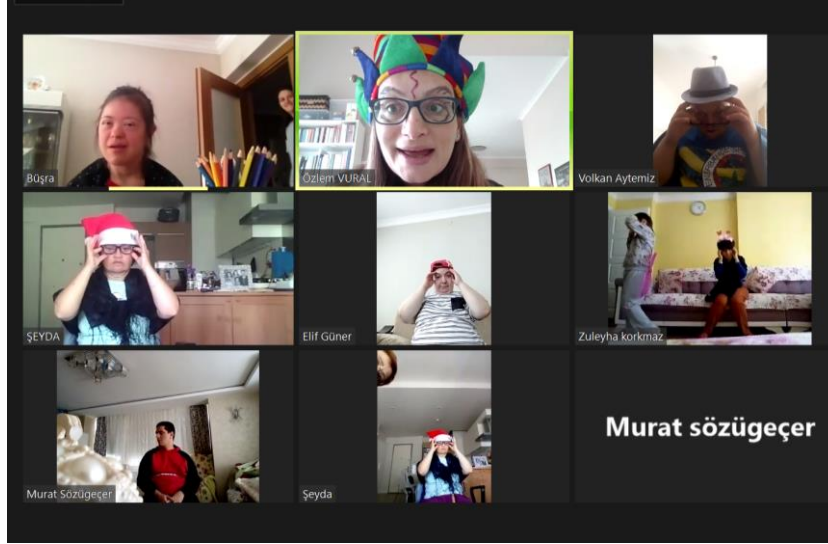 Büşra
Özlem VURAL
Volkan Aytemiz
ŞEYDA
Elif Güner
Zuleyha korkmaz
Murat Sözügeçer
Şeyda
Murat sözügeçer